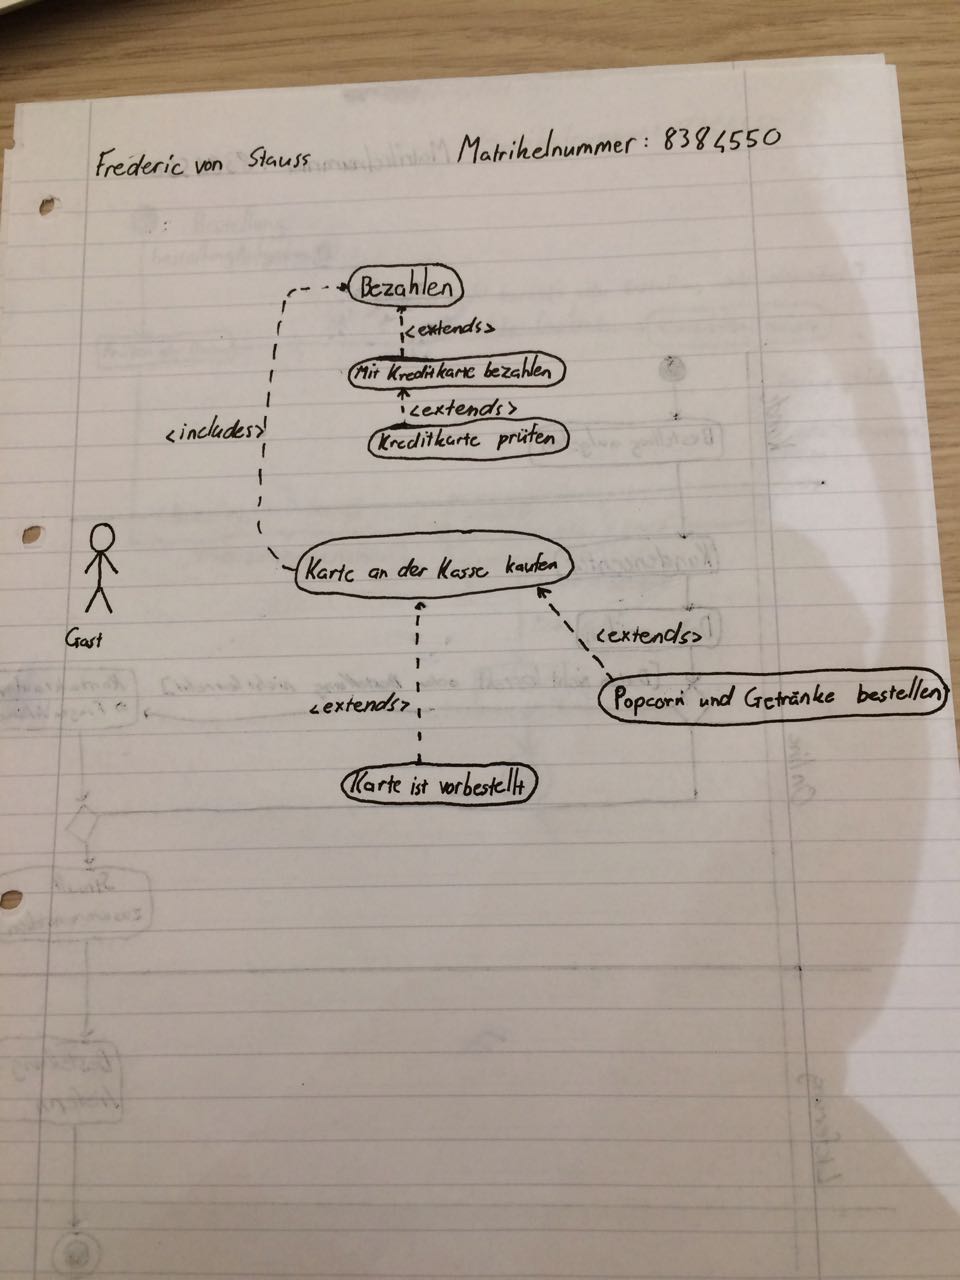 Frederic von Stauss Matrikelnummer: 8384550
Bezahlen
<extends>
Mit Kreditkarte bezahlen
<extends>
<includes>
Kreditkarte prüfen
Karte an der Kasse kaufen
Gast
<extends>
Popcorn und Getränke bestellen
<extends>
Karte ist vorbestellt